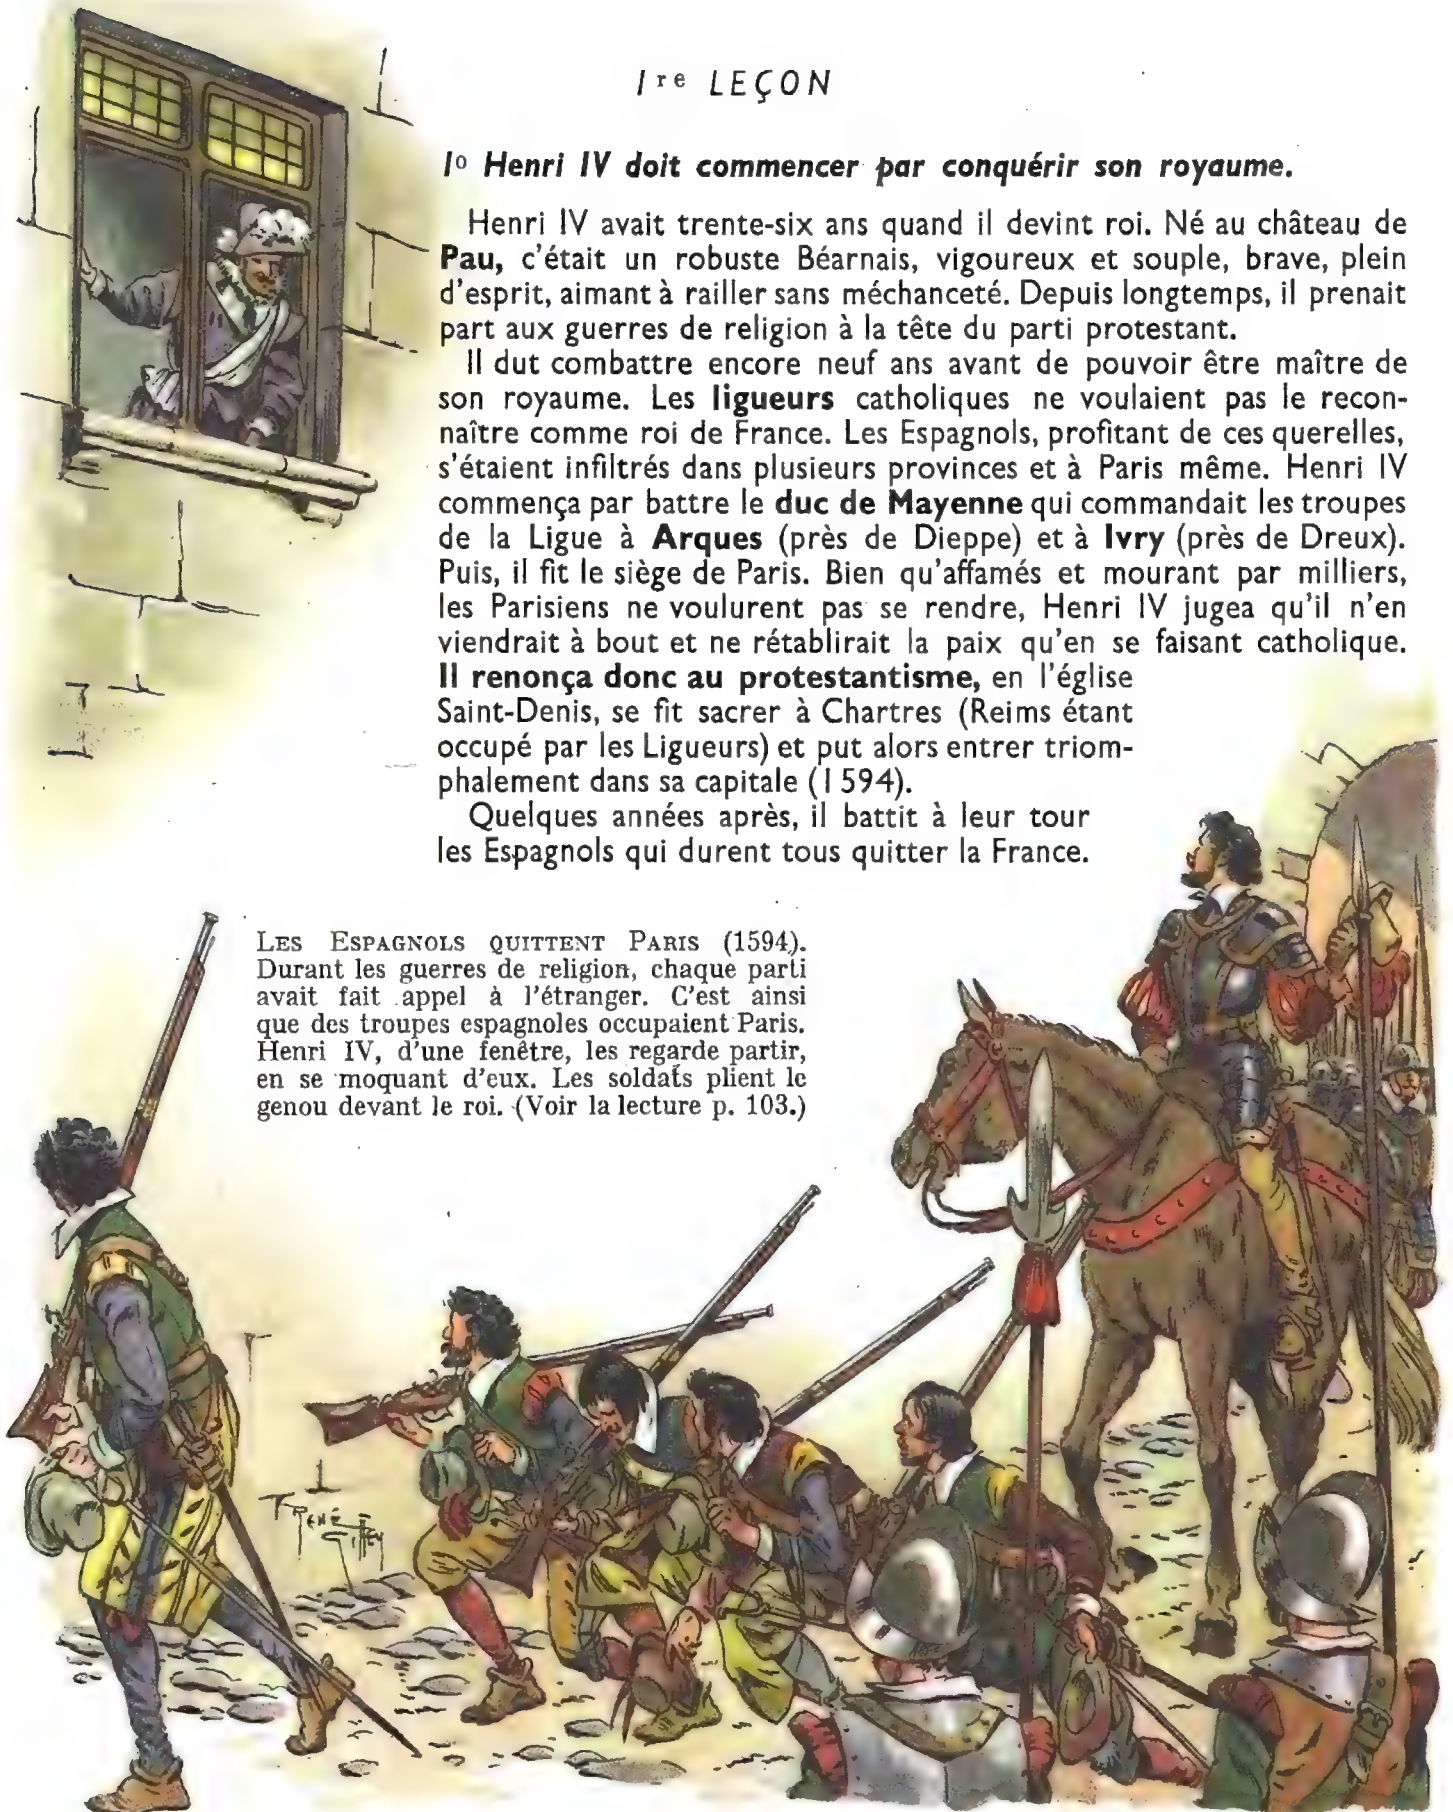 1re LEÇON
1o Henri IV doit commencer par conquérir son royaume.
Henri IV avait trente-six ans quand il devint roi. Né au château de
Pau, c'était un robuste Béarnais, vigoureux et souple, brave, plein
d'esprit, aimant à railler sans méchanceté. Depuis longtemps, il prenait
part aux guerres de religion à la tête du parti protestant.
Il dut combattre encore neuf ans avant de pouvoir être maître de
son royaume. Les ligueurs catholiques ne voulaient pas le recon-
naître comme roi de France. Les Espagnols, profitant de ces querelles,
s'étaient infiltrés dans plusieurs provinces et à Paris même. Henri IV
commença par battre le duc de Mayenne qui commandait les troupes
de la Ligue à Arques (près de Dieppe) et à Ivry (près de Dreux).
Puis, il fit le siège de Paris. Bien qu'affamés et mourant par milliers,
les Parisiens ne voulurent pas se rendre, Henri IV jugea qu'il n'en
viendrait à bout et ne rétablirait la paix qu'en se faisant catholique.
Il renonça donc au protestantisme, en l'église
Saint-Denis, se fit sacrer à Chartres (Reims étant
occupé par les Ligueurs) et put alors entrer triom-
phalement dans sa capitale (1594).
Quelques années après, il battit à leur tour
les Espagnols qui durent tous quitter la France.
LES ESPAGNOLS QUITTENT PARIS (1594).
Durant les guerres de religion, chaque parti
avait fait appel à l'étranger. C'est ainsi
que des troupes espagnoles occupaient Paris.
Henri IV, d'une fenêtre, les regarde partir,
en se moquant d'eux. Les soldats plient le
genou devant le roi. (Voir la lecture p. 103.)
RENÉ
GIFFEY